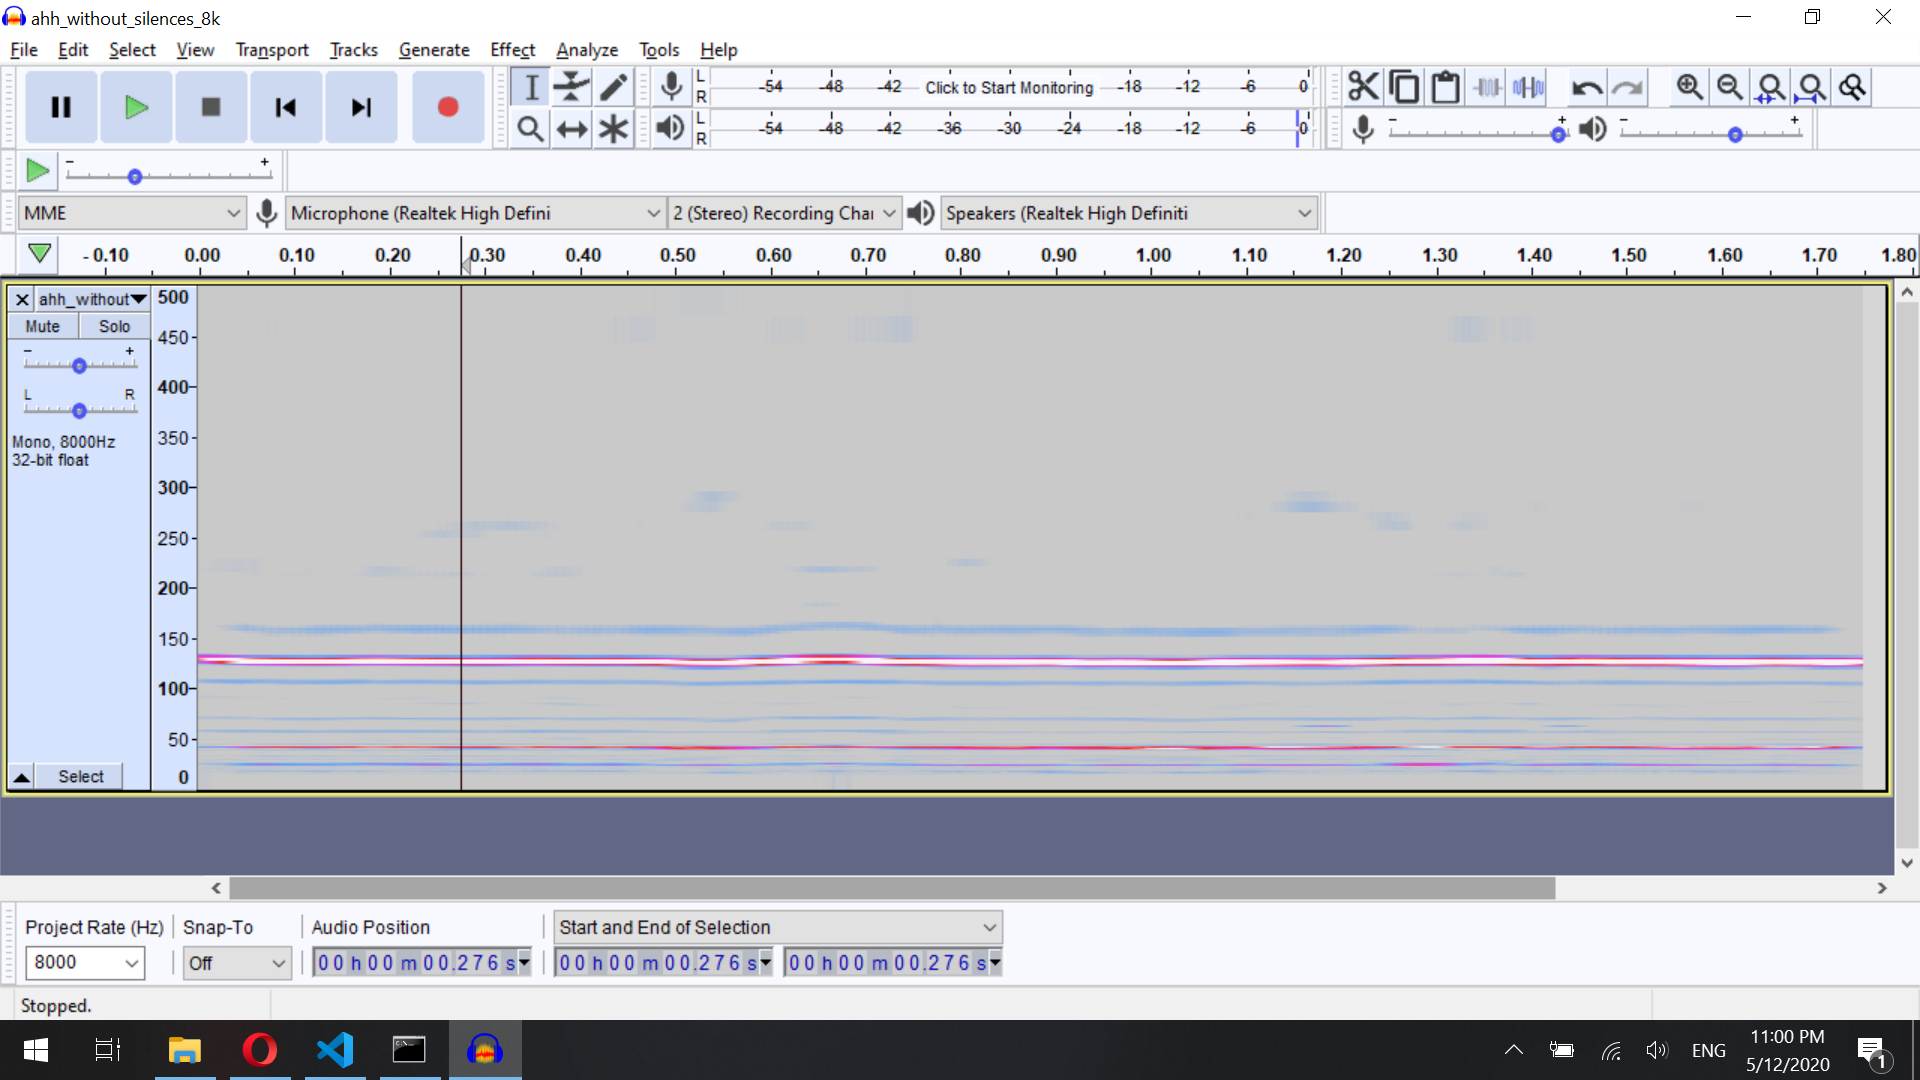 ahh_without_silences_8k
File Edit Select View Transport Tracks Generate Effect Analyze Tools Help
L -54 -48 -42 Click to Start Monitoring -18 -12 -6 0
R
L -54 -48 -42 -36 -30 -24 -18 -12 -6 0
R
- + - +
- +
MME Microphone (Realtek High Defini 2 (Stereo) Recording Char Speakers (Realtek High Definiti
- 0.10 0.00 0.10 0.20 0.30 0.40 0.50 0.60 0.70 0.80 0.90 1.00 1.10 1.20 1.30 1.40 1.50 1.60 1.70 1.80
ahh_without
Mute Solo
- +
L R
Mono, 8000Hz
32-bit float
Select
500
450
400
350
300
250
200
150
100
50
0
Project Rate (Hz) Snap-To Audio Position Start and End of Selection
8000 Off 00 h 00 m 00.276 s 00 h 00 m 00.276 s 00 h 00 m 00.276 s
Stopped.
ENG 11:00 PM
5/12/2020
1